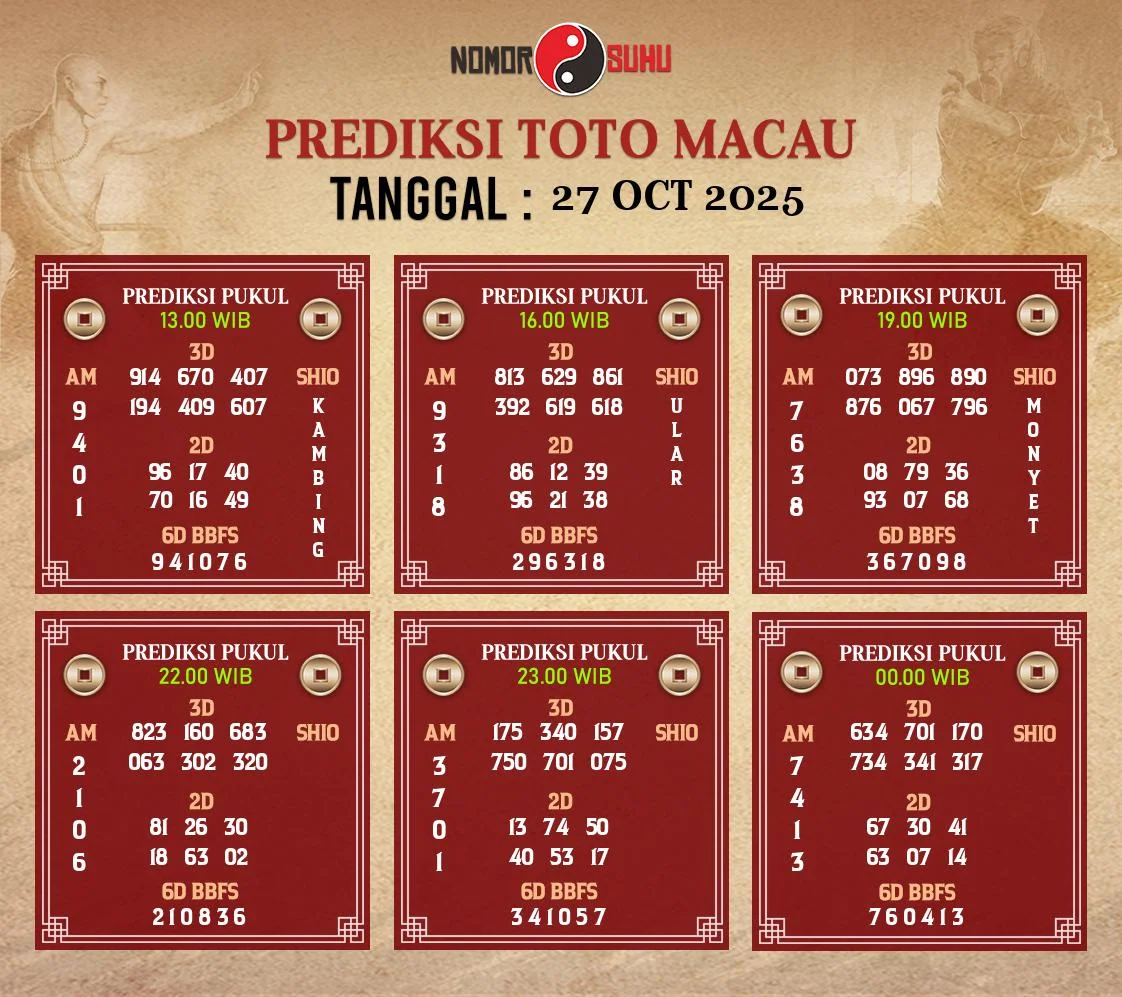 NOMOR SUHU
PREDIKSI TOTO MACAU
TANGGAL : 27 OCT 2025
PREDIKSI PUKUL
13.00 WIB
3D
AM
914 670 407
194 409 607
SHIO
9
4
0
1
K
A
M
B
I
N
G
2D
96 17 40
70 16 49
6D BBFS
941076
PREDIKSI PUKUL
16.00 WIB
3D
AM
813 629 861
392 619 618
SHIO
9
3
1
8
U
L
A
R
2D
86 12 39
96 21 38
6D BBFS
296318
PREDIKSI PUKUL
19.00 WIB
3D
AM
073 896 890
876 067 796
SHIO
7
6
3
8
M
O
N
Y
E
T
2D
08 79 36
93 07 68
6D BBFS
367098
PREDIKSI PUKUL
22.00 WIB
3D
AM
823 160 683
063 302 320
SHIO
2
1
0
6
2D
81 26 30
18 63 02
6D BBFS
210836
PREDIKSI PUKUL
23.00 WIB
3D
AM
175 340 157
750 701 075
SHIO
3
7
0
1
2D
13 74 50
40 53 17
6D BBFS
341057
PREDIKSI PUKUL
00.00 WIB
3D
AM
634 701 170
734 341 317
SHIO
7
4
1
3
2D
67 30 41
63 07 14
6D BBFS
760413